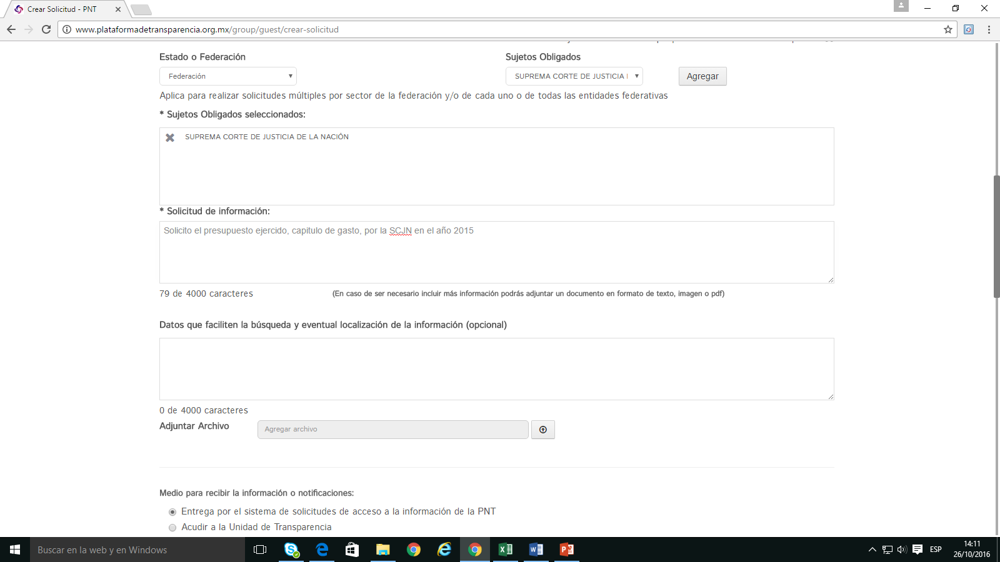 Crear Solicitud - PNT
www.plataformadetransparencia.org.mx/group/guest/crear-solicitud
Estado o Federación
Sujetos Obligados
Federación
SUPREMA CORTE DE JUSTICIA
Agregar
Aplica para realizar solicitudes múltiples por sector de la federación y/o de cada uno o de todas las entidades federativas
* Sujetos Obligados seleccionados:
SUPREMA CORTE DE JUSTICIA DE LA NACIÓN
* Solicitud de información:
Solicito el presupuesto ejercido, capitulo de gasto, por la SCJN en el año 2015
79 de 4000 caracteres
(En caso de ser necesario incluir más información podrás adjuntar un documento en formato de texto, imagen o pdf)
Datos que faciliten la búsqueda y eventual localización de la información (opcional)
0 de 4000 caracteres
Adjuntar Archivo
Agregar archivo
Medio para recibir la información o notificaciones:
Entrega por el sistema de solicitudes de acceso a la información de la PNT
Acudir a la Unidad de Transparencia
Buscar en la web y en Windows
ESP
14:11
26/10/2016